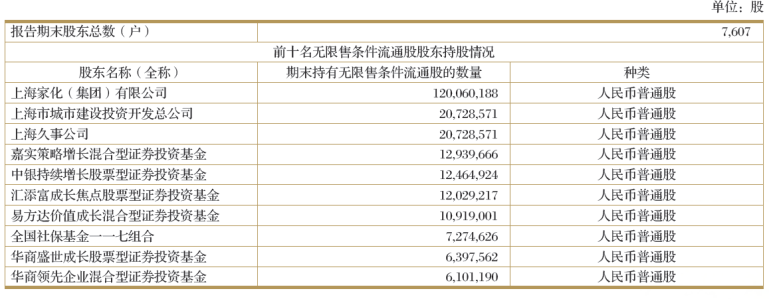 单位：股
报告期末股东总数（户） 7,607
前十名无限售条件流通股股东持股情况
股东名称（全称） 期末持有无限售条件流通股的数量 种类
上海家化（集团）有限公司 120,060,188 人民币普通股
上海市城市建设投资开发总公司 20,728,571 人民币普通股
上海久事公司 20,728,571 人民币普通股
嘉实策略增长混合型证券投资基金 12,939,666 人民币普通股
中银持续增长股票型证券投资基金 12,464,924 人民币普通股
汇添富成长焦点股票型证券投资基金 12,029,217 人民币普通股
易方达价值成长混合型证券投资基金 10,919,001 人民币普通股
全国社保基金一一七组合 7,274,626 人民币普通股
华商盛世成长股票型证券投资基金 6,397,562 人民币普通股
华商领先企业混合型证券投资基金 6,101,190 人民币普通股